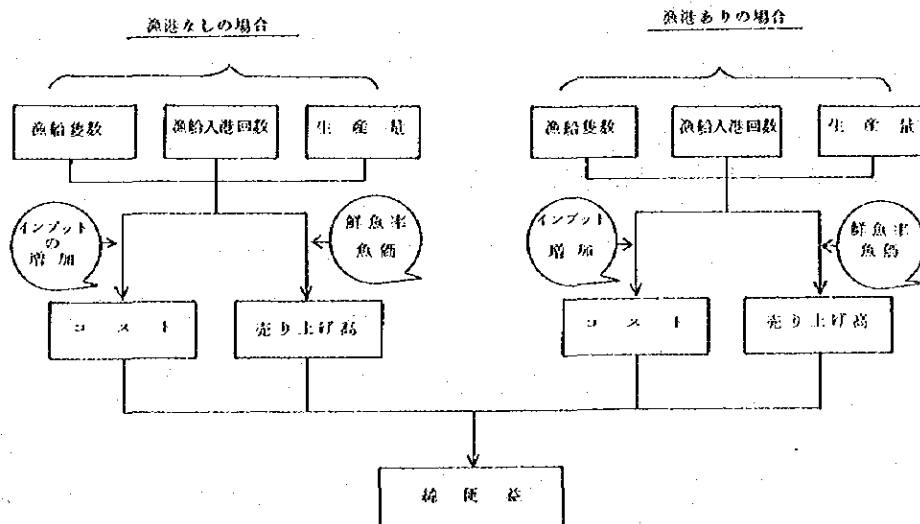 漁港なしの場合
漁港ありの場合
漁船隻数
漁船入港回数
生産量
漁船隻数
漁船入港回数
生産量
インプット
の
増加
鮮魚率
魚価
インプット
増加
鮮魚率
魚価
コスト
売り上げ高
コスト
売り上げ高
純便益